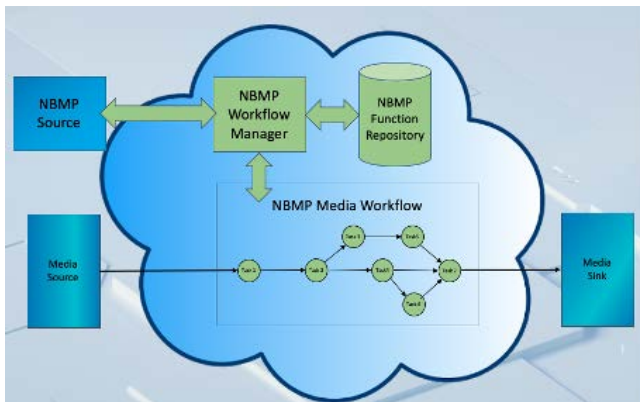 NBMP
Source
NBMP
Workflow
Manager
NBMP
Function
Repository
NBMP Media Workflow
Media
Source
Media
Sink